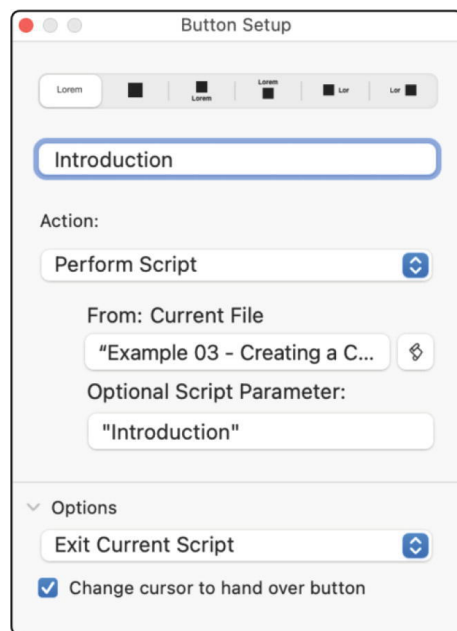 Button Setup
Lorem Lorem Lorem Lor Lor
Introduction
Action:
Perform Script
From: Current File
“Example 03 - Creating a C...
Optional Script Parameter:
"Introduction"
Options
Exit Current Script
Change cursor to hand over button